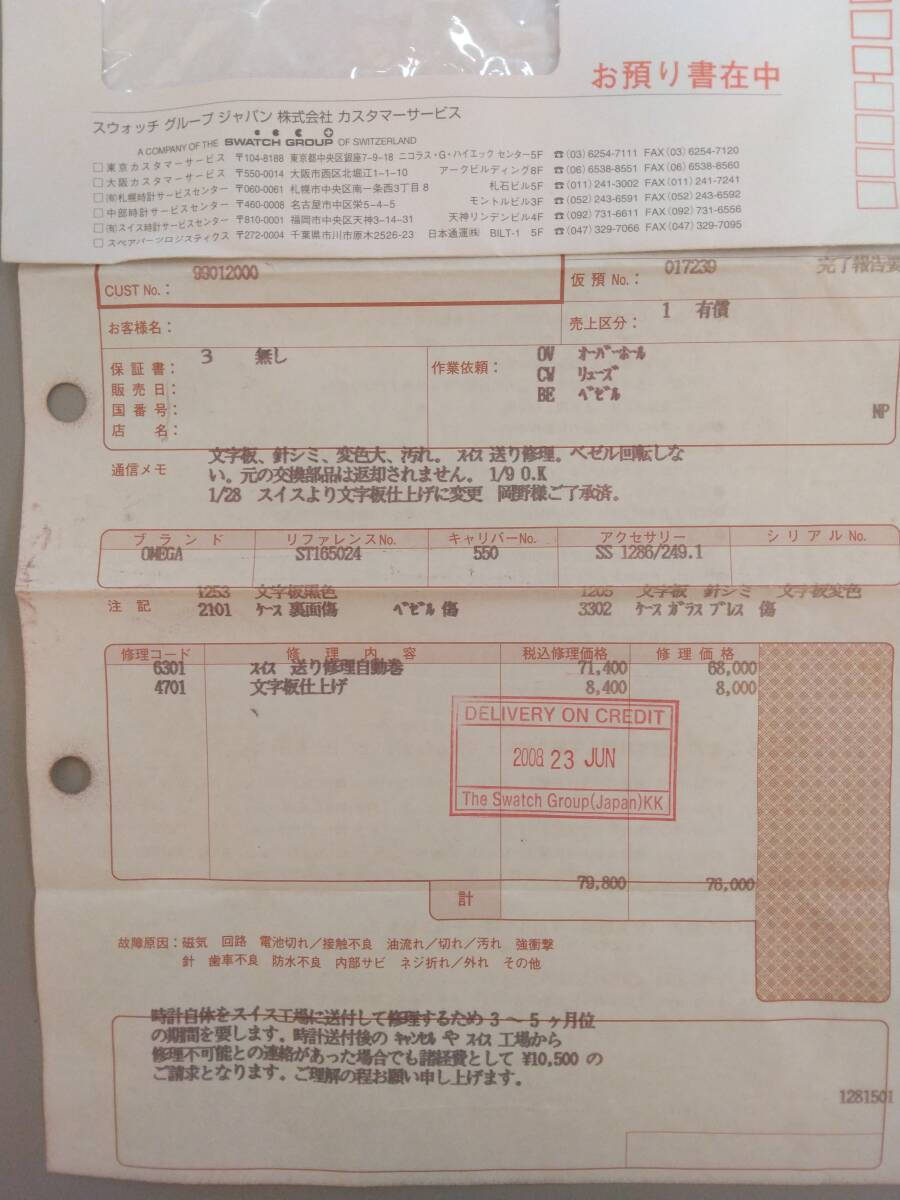 お預り書在中
スウォッチ グループ ジャパン 株式会社 カスタマーサービス
A COMPANY OF THE SWATCH GROUP OF SWITZERLAND
□ 東京カスタマーサービス 〒104-8188 東京都中央区銀座7-9-18 ニコラス・G・ハイエック センター5F ☎(03)6254-7111 FAX(03)6254-7120
□ 大阪カスタマーサービス 〒550-0014 大阪市西区北堀江1-1-10 アークビルディング8F ☎(06)6538-8551 FAX(06)6538-8560
□ ㈲札幌時計サービスセンター 〒060-0061 札幌市中央区南一条西3丁目8 札石ビル5F ☎(011)241-3002 FAX(011)241-7241
□ 中部時計サービスセンター 〒460-0008 名古屋市中区栄5-4-5 モントルビル3F ☎(052)243-6591 FAX(052)243-6592
□ ㈲スイス時計サービスセンター 〒810-0001 福岡市中央区天神3-14-31 天神リンデンビル4F ☎(092)731-6611 FAX(092)731-6556
□ スペアパーツロジスティクス 〒272-0004 千葉県市川市原木2526-23 日本通運㈱ BILT-1 5F ☎(047)329-7066 FAX(047)329-7095
CUST No.： 99012000 仮預 No.： 017239 完了報告要
お客様名： 売上区分： 1 有償
保証書： 3 無し 作業依頼： OV オーバーホール
販売日： CW リューズ
国番号： BE ベゼル
店名： NP
通信メモ 文字板、針シミ、変色大、汚れ。スイス送り修理。ベゼル回転しな
い。元の交換部品は返却されません。 1/9 O.K
1/28 スイスより文字板仕上げに変更 岡野様ご了承済。
ブランド リファレンスNo. キャリバーNo. アクセサリー シリアルNo.
OMEGA ST165024 550 SS 1286/249.1
注記 1253 文字板黒色 1205 文字板 針シミ 文字板変色
2101 ケース裏面傷 ベゼル傷 3302 ケース ガラス ブレス 傷
修理コード 修理内容 税込修理価格 修理価格
6301 スイス 送り修理自動巻 71,400 68,000
4701 文字板仕上げ 8,400 8,000
DELIVERY ON CREDIT
2008 23 JUN
The Swatch Group(Japan)KK
計 79,800 76,000
故障原因：磁気 回路 電池切れ／接触不良 油流れ／切れ／汚れ 強衝撃
針 歯車不良 防水不良 内部サビ ネジ折れ／外れ その他
時計自体をスイス工場に送付して修理するため3～5ヶ月位
の期間を要します。時計送付後のキャンセルやスイス工場から
修理不可能との連絡があった場合でも諸経費として¥10,500の
ご請求となります。ご理解の程お願い申し上げます。
1281501